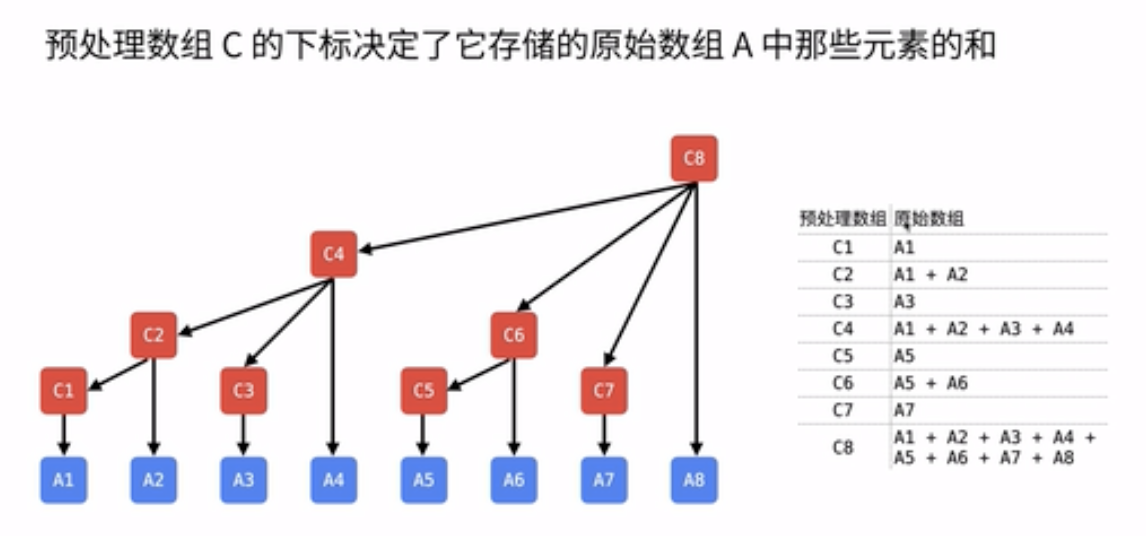 预处理数组 C 的下标决定了它存储的原始数组 A 中那些元素的和
C8
C4
C2
C6
C1
C3
C5
C7
A1
A2
A3
A4
A5
A6
A7
A8
预处理数组 原始数组
C1 A1
C2 A1 + A2
C3 A3
C4 A1 + A2 + A3 + A4
C5 A5
C6 A5 + A6
C7 A7
C8 A1 + A2 + A3 + A4 +
A5 + A6 + A7 + A8